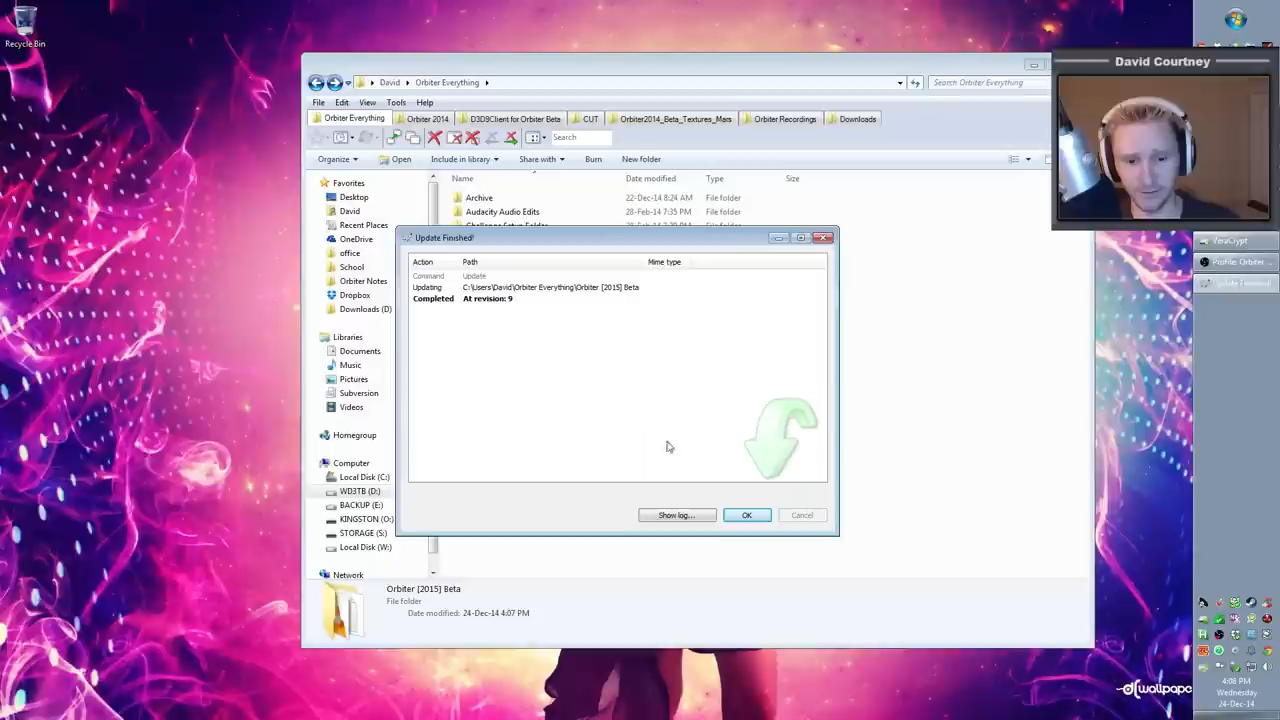 Recycle Bin
David Courtney
David
Orbiter Everything
Search Orbiter Everything
File Edit View Tools Help
Orbiter Everything Orbiter 2014 D3D9Client for Orbiter Beta CUT Orbiter2014_Beta_Textures_Mars Orbiter Recordings Downloads
Search
Organize Open Include in library Share with Burn New folder
Name Date modified Type Size
Favorites
Desktop
David
Recent Places
OneDrive
office
School
Orbiter Notes
Dropbox
Downloads (D)
Libraries
Documents
Music
Pictures
Subversion
Videos
Homegroup
Computer
Local Disk (C:)
WD3TB (D:)
BACKUP (E:)
KINGSTON (O:)
STORAGE (S:)
Local Disk (W:)
Network
Archive 22-Dec-14 8:24 AM File folder
Audacity Audio Edits 28-Feb-14 7:35 PM File folder
Update Finished!
Action Path Mime type
Command Update
Updating C:\Users\David\Orbiter Everything\Orbiter [2015] Beta
Completed At revision: 9
Show log... OK Cancel
Orbiter [2015] Beta
File folder
Date modified: 24-Dec-14 4:07 PM
VeraCrypt
Profile: Orbiter ...
Update Finished!
4:08 PM
Wednesday
24-Dec-14